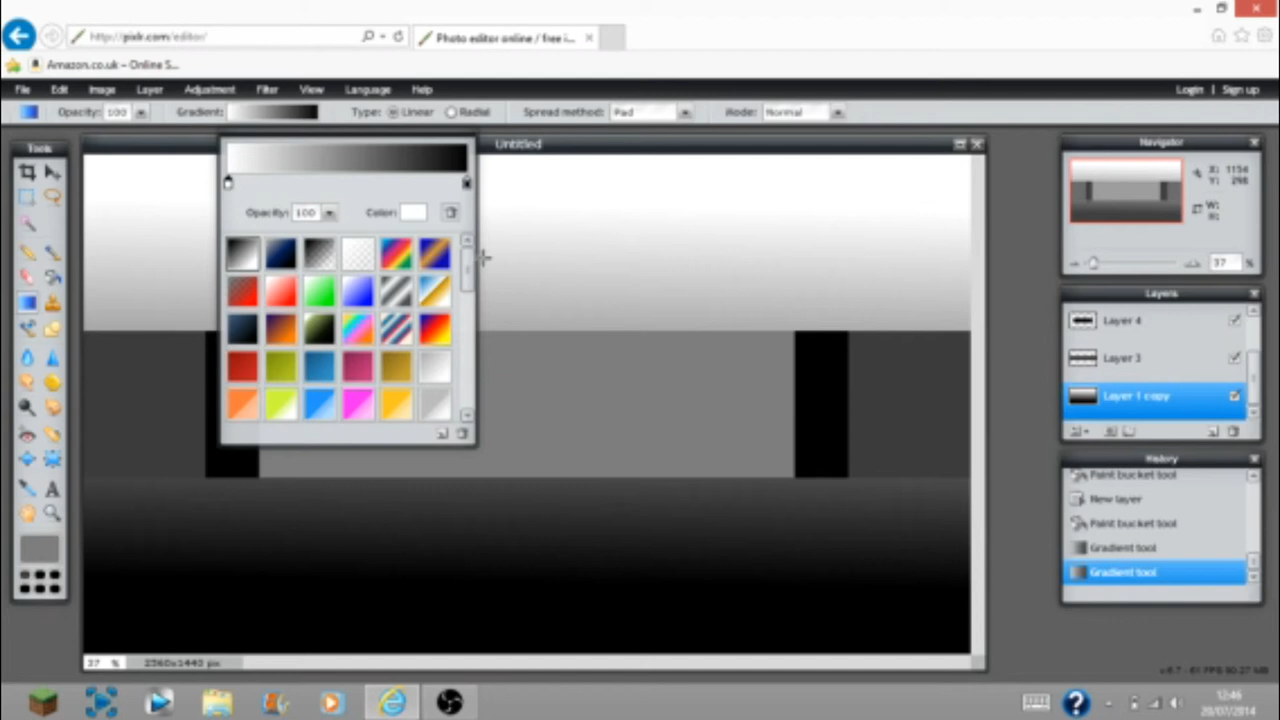 http://pixlr.com/editor/
Photo editor online / free i...
Amazon.co.uk – Online S...
File Edit Image Layer Adjustment Filter View Language Help
Login | Sign up
Opacity: 100 Gradient: Type: Linear Radial Spread method: Pad Mode: Normal
Tools
Untitled
Navigator
X: 1154
Y: 298
W:
H:
37 %
Opacity: 100 Color:
Layers
Layer 4
Layer 3
Layer 1 copy
History
Paint bucket tool
New layer
Paint bucket tool
Gradient tool
Gradient tool
37 % 2560x1440 px
12:46
20/07/2014